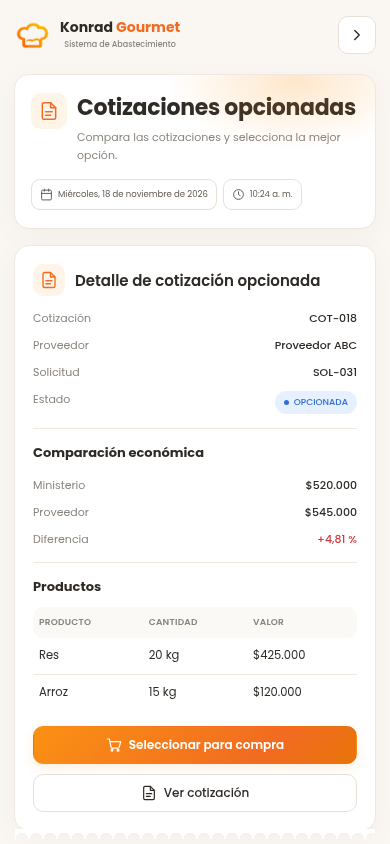 Konrad Gourmet
Sistema de Abastecimiento
Cotizaciones opcionadas
Compara las cotizaciones y selecciona la mejor
opción.
Miércoles, 18 de noviembre de 2026
10:24 a. m.
Detalle de cotización opcionada
Cotización COT-018
Proveedor Proveedor ABC
Solicitud SOL-031
Estado OPCIONADA
Comparación económica
Ministerio $520.000
Proveedor $545.000
Diferencia +4,81 %
Productos
PRODUCTO CANTIDAD VALOR
Res 20 kg $425.000
Arroz 15 kg $120.000
Seleccionar para compra
Ver cotización